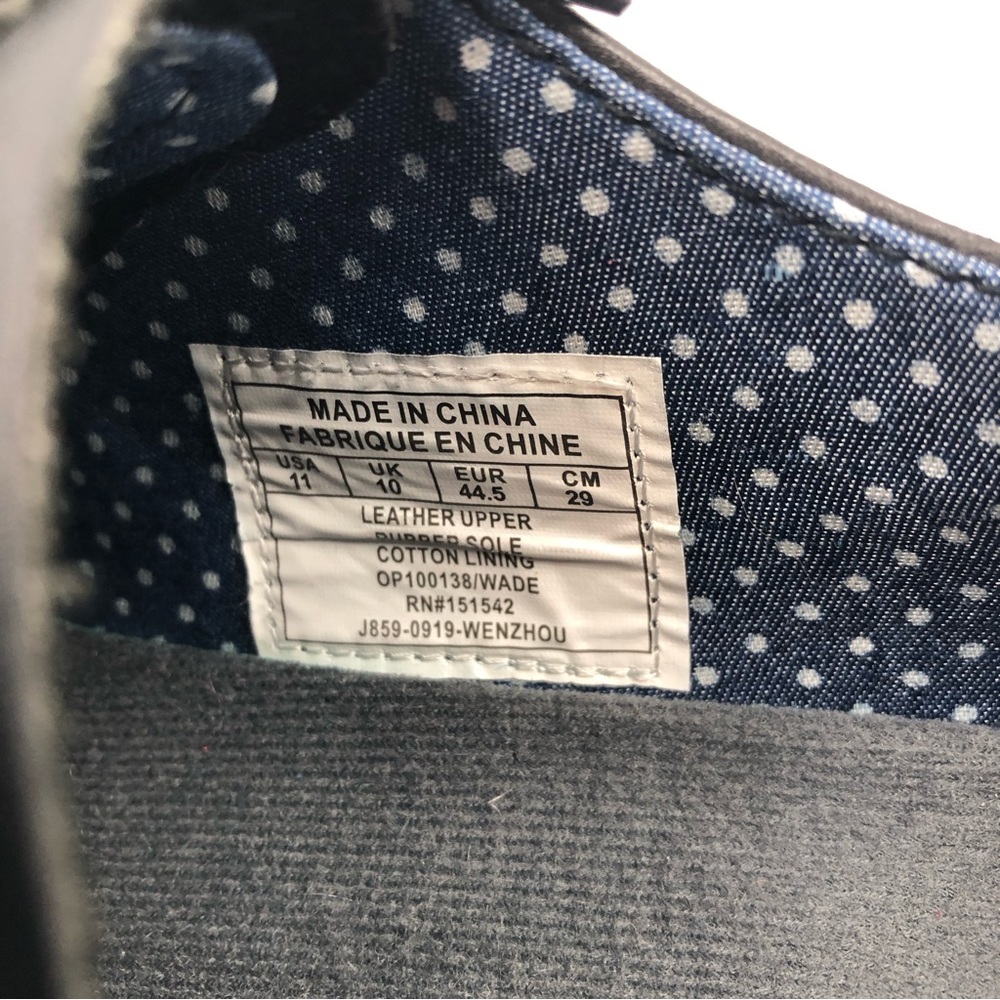 MADE IN CHINA
FABRIQUE EN CHINE
USA UK EUR CM
11 10 44.5 29
LEATHER UPPER
RUBBER SOLE
COTTON LINING
OP100138/WADE
RN#151542
J859-0919-WENZHOU